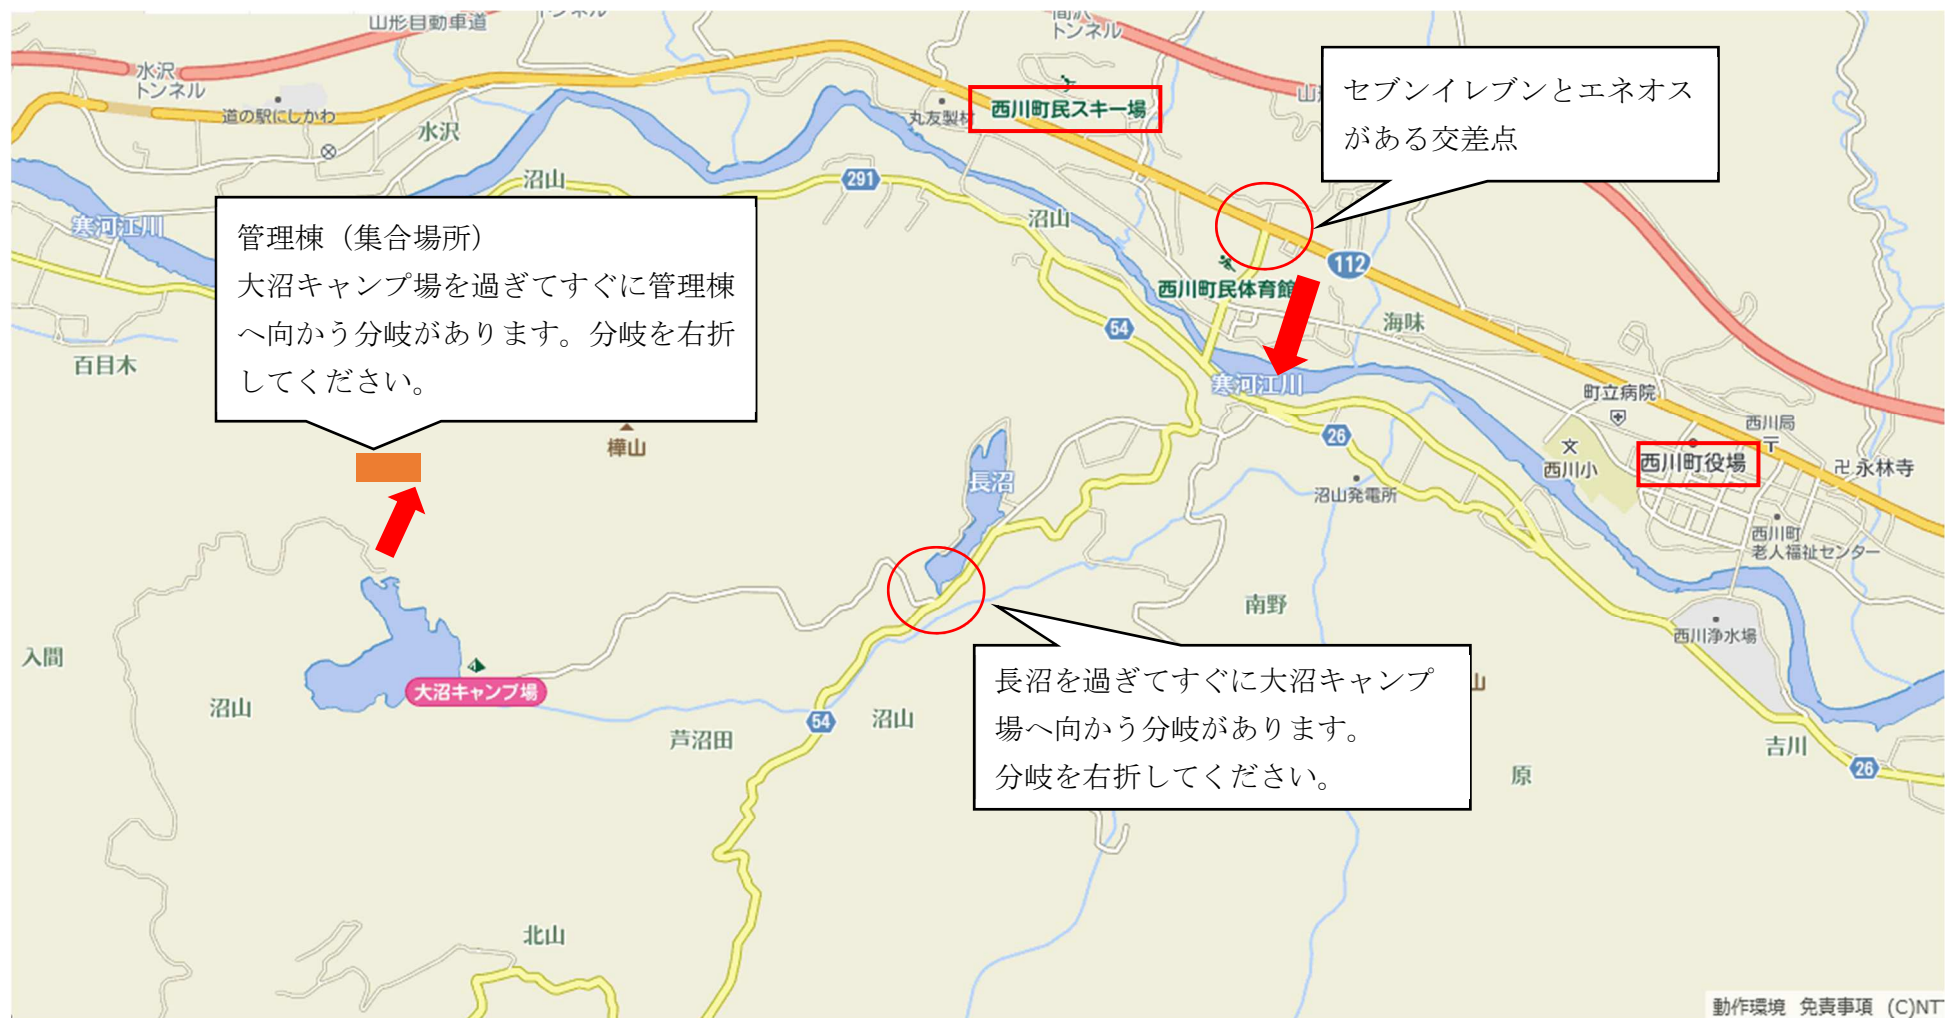 山形自動車道
トンネル
間沢
トンネル
水沢
トンネル
道の駅にしかわ
水沢
丸友製材
西川町民スキー場
セブンイレブンとエネオス
がある交差点
沼山
291
沼山
寒河江川
管理棟（集合場所）
大沼キャンプ場を過ぎてすぐに管理棟
へ向かう分岐があります。分岐を右折
してください。
112
西川町民体育館
海味
54
百目木
寒河江川
町立病院
西川局
26
樺山
文
西川小
西川町役場
卍永林寺
長沼
沼山発電所
西川町
老人福祉センター
南野
西川浄水場
入間
大沼キャンプ場
沼山
長沼を過ぎてすぐに大沼キャンプ
場へ向かう分岐があります。
分岐を右折してください。
山
54
沼山
芦沼田
吉川
26
原
北山
動作環境 免責事項 (C)NT